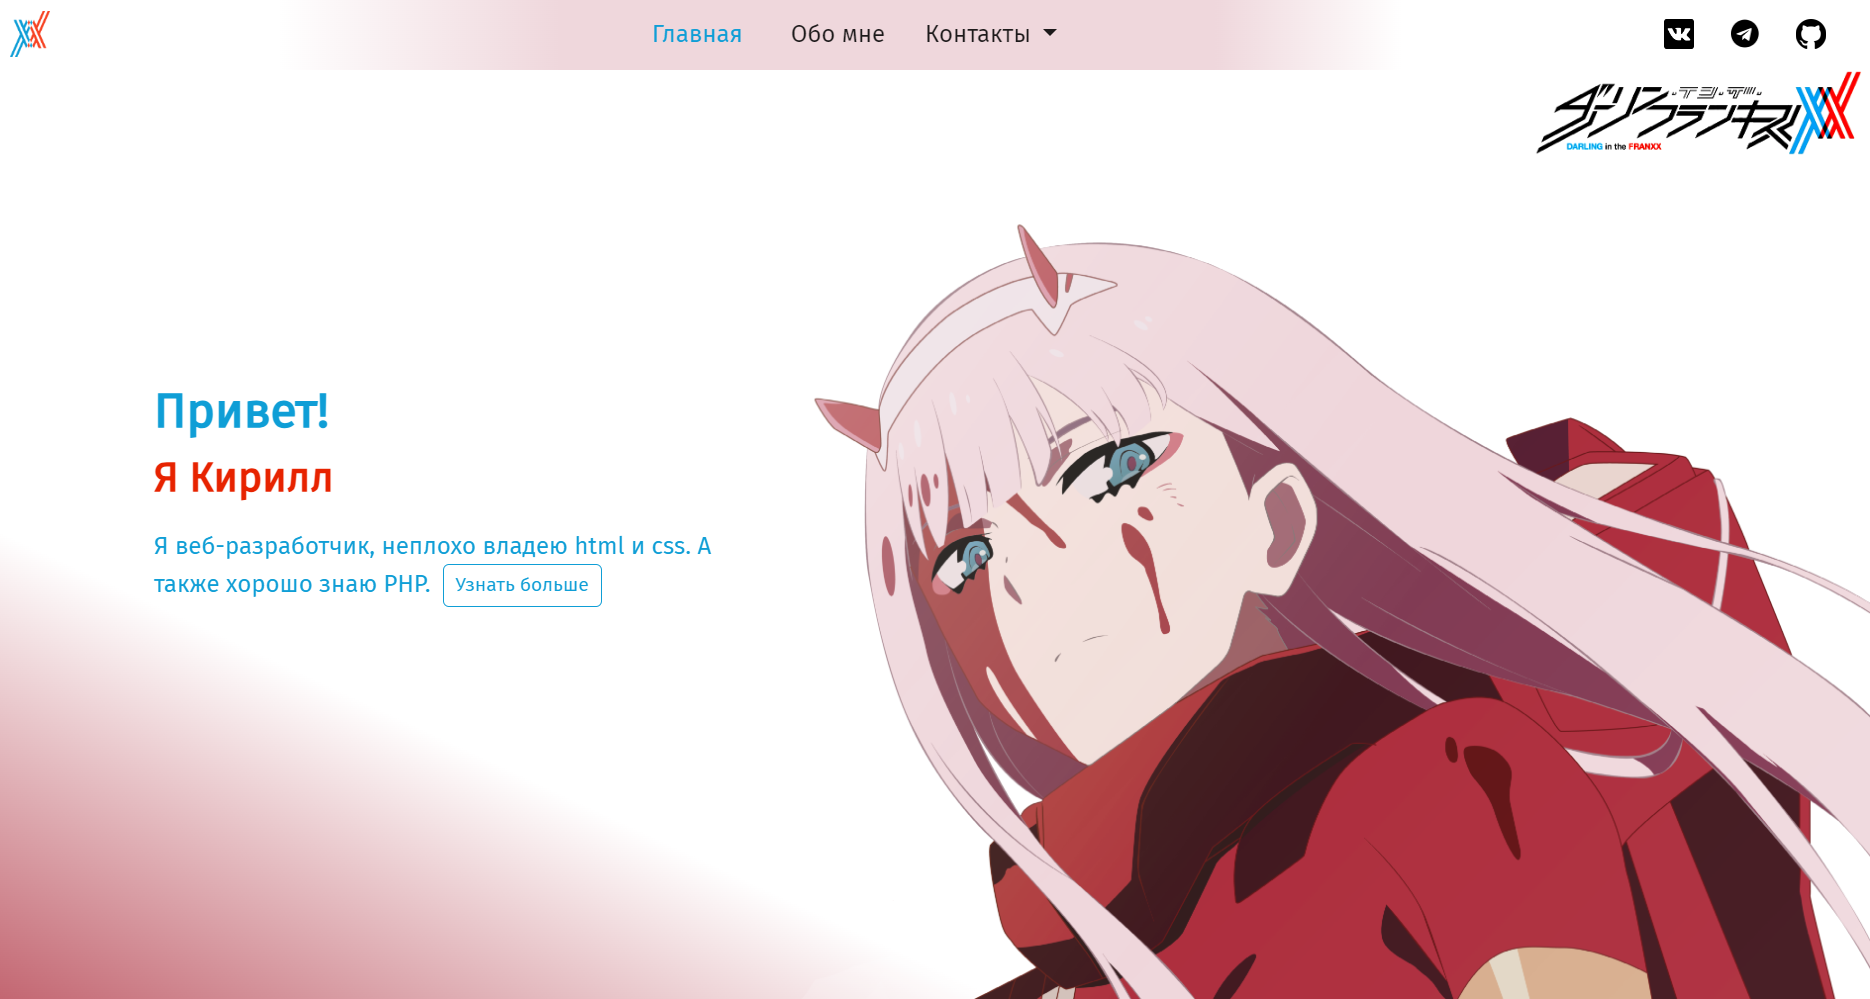 Главная Обо мне Контакты
ダーリン・イン・ザ・フランキス
DARLING in the FRANXX
Привет!
Я Кирилл
Я веб-разработчик, неплохо владею html и css. А
также хорошо знаю PHP. Узнать больше